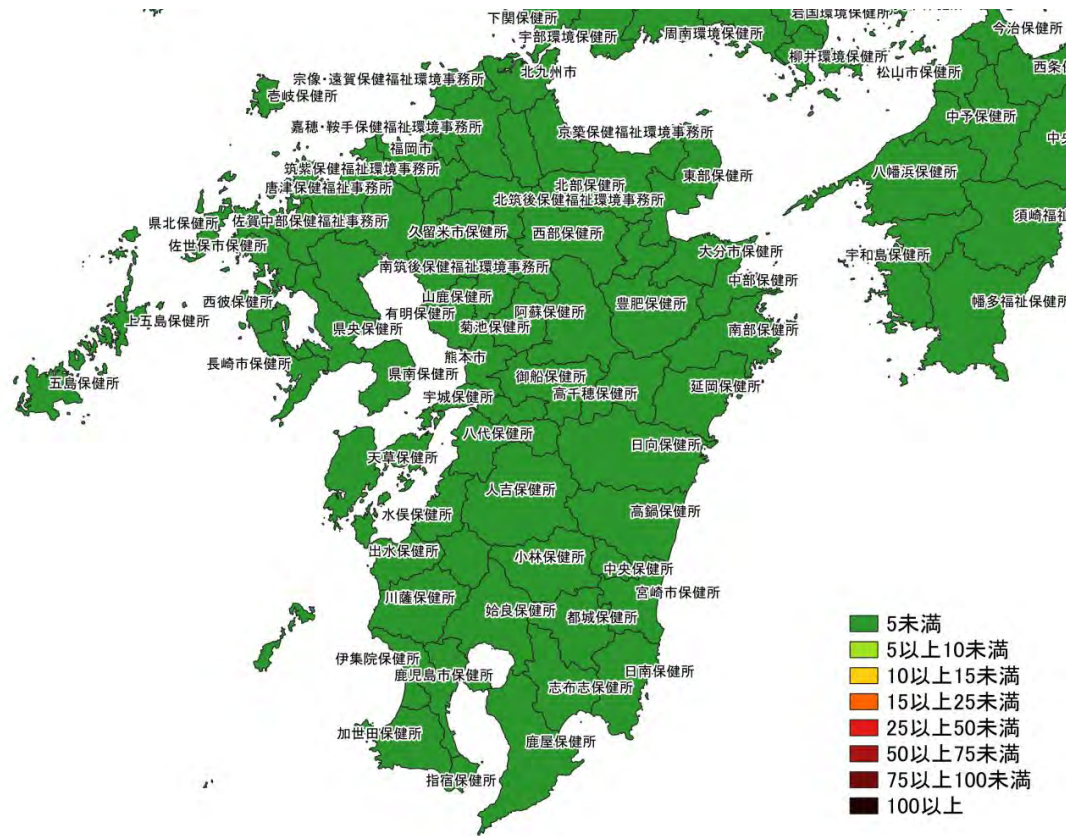 下関保健所
岩国環境保健所
宇部環境保健所
周南環境保健所
今治保健所
柳井環境保健所
西条保
松山市保健所
北九州市
宗像・遠賀保健福祉環境事務所
壱岐保健所
中予保健所
嘉穂・鞍手保健福祉環境事務所
京築保健福祉環境事務所
中央
福岡市
筑紫保健福祉環境事務所
八幡浜保健所
東部保健所
唐津保健福祉事務所
北部保健所
北筑後保健福祉環境事務所
県北保健所
佐賀中部保健福祉事務所
須崎福祉
久留米市保健所
西部保健所
佐世保市保健所
大分市保健所
宇和島保健所
南筑後保健福祉環境事務所
中部保健所
西彼保健所
山鹿保健所
豊肥保健所
幡多福祉保健所
有明保健所
阿蘇保健所
上五島保健所
県央保健所
菊池保健所
南部保健所
長崎市保健所
熊本市
県南保健所
御船保健所
五島保健所
延岡保健所
宇城保健所
高千穂保健所
八代保健所
日向保健所
天草保健所
人吉保健所
水俣保健所
高鍋保健所
出水保健所
小林保健所
中央保健所
宮崎市保健所
川薩保健所
姶良保健所
都城保健所
伊集院保健所
鹿児島市保健所
日南保健所
志布志保健所
加世田保健所
鹿屋保健所
指宿保健所
5未満
5以上10未満
10以上15未満
15以上25未満
25以上50未満
50以上75未満
75以上100未満
100以上